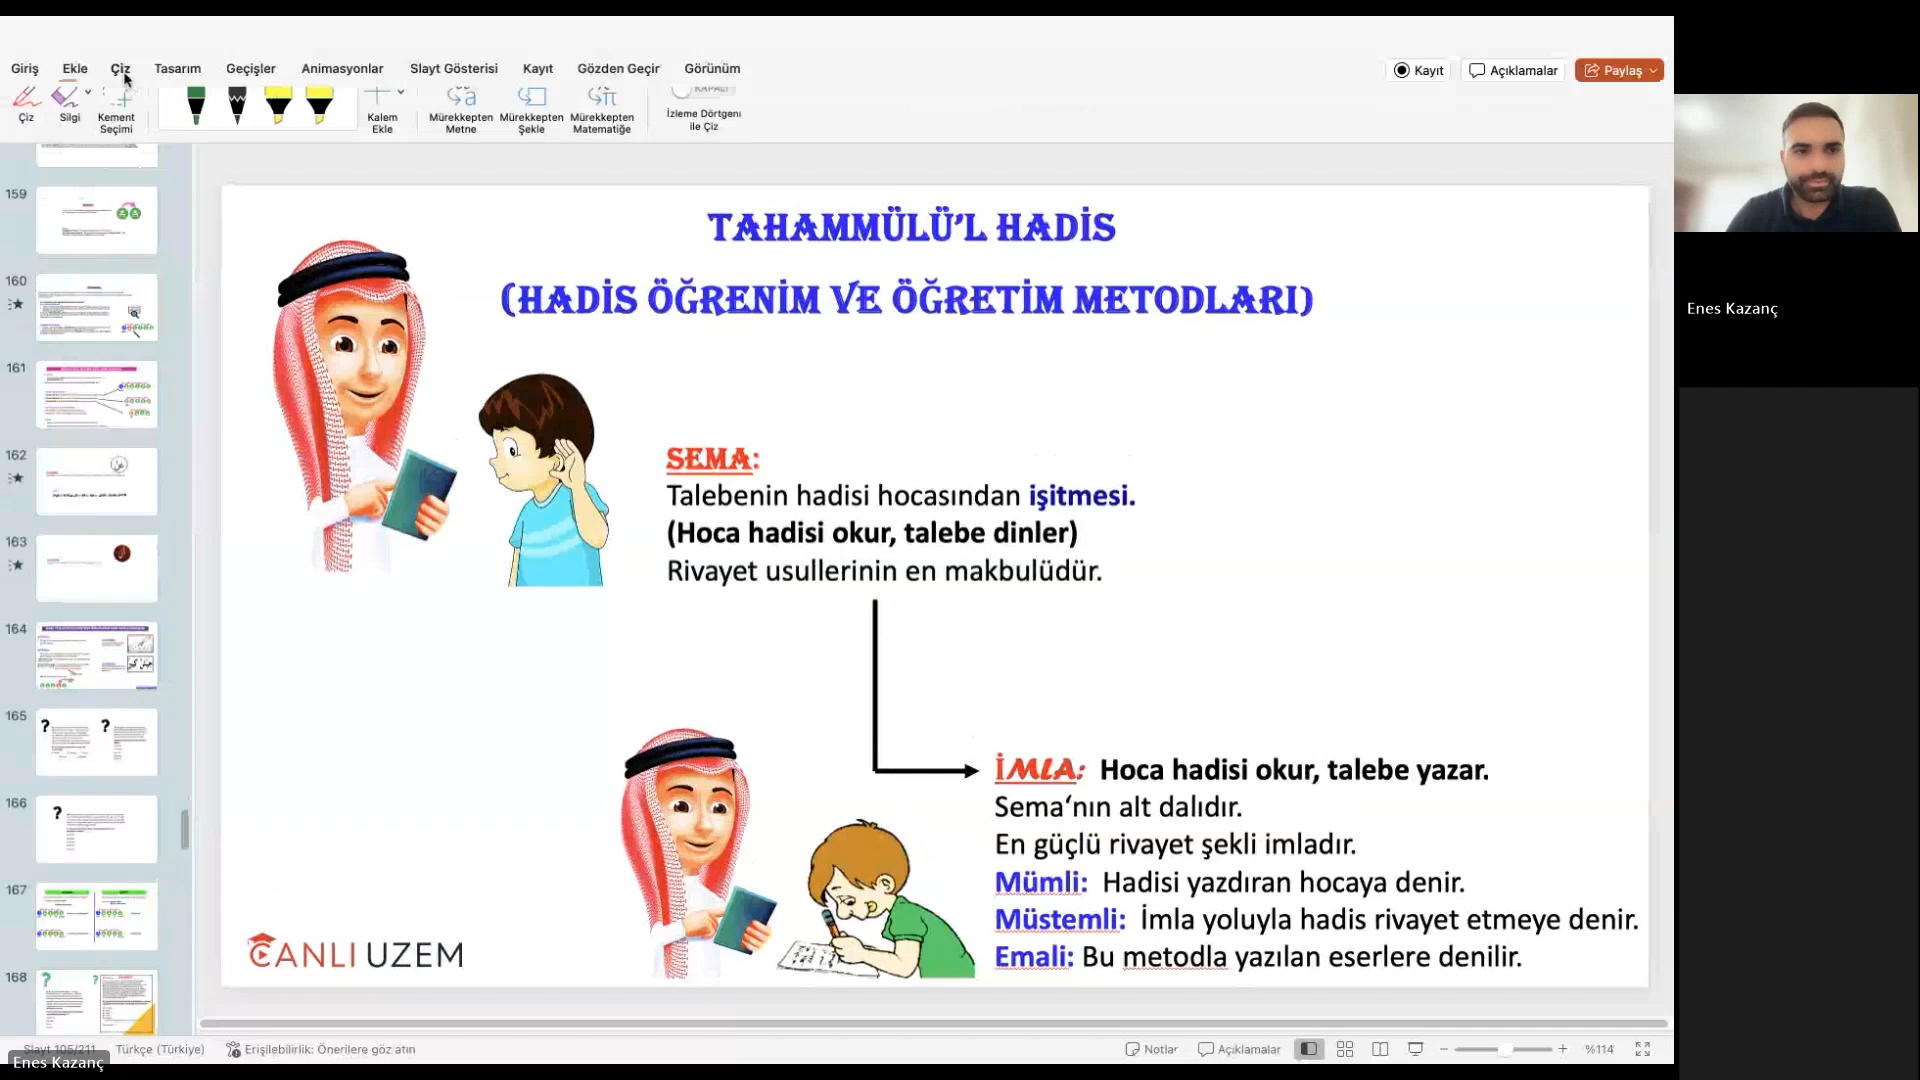 Giriş Ekle Çiz Tasarım Geçişler Animasyonlar Slayt Gösterisi Kayıt Gözden Geçir Görünüm
Kayıt Açıklamalar Paylaş
KAPALI
Çiz Silgi Kement Seçimi Kalem Ekle Mürekkepten Metne Mürekkepten Şekle Mürekkepten Matematiğe İzleme Dörtgeni ile Çiz
159
160
161
162
163
164
165
166
167
168
TAHAMMÜLÜ’L HADİS
(HADİS ÖĞRENİM VE ÖĞRETİM METODLARI)
SEMA:
Talebenin hadisi hocasından işitmesi.
(Hoca hadisi okur, talebe dinler)
Rivayet usullerinin en makbulüdür.
İMLA: Hoca hadisi okur, talebe yazar.
Sema‘nın alt dalıdır.
En güçlü rivayet şekli imladır.
Mümli: Hadisi yazdıran hocaya denir.
Müstemli: İmla yoluyla hadis rivayet etmeye denir.
Emali: Bu metodla yazılan eserlere denilir.
CANLI UZEM
Enes Kazanç
Slayt 105/211 Türkçe (Türkiye) Erişilebilirlik: Önerilere göz atın
Notlar Açıklamalar %114
Enes Kazanç